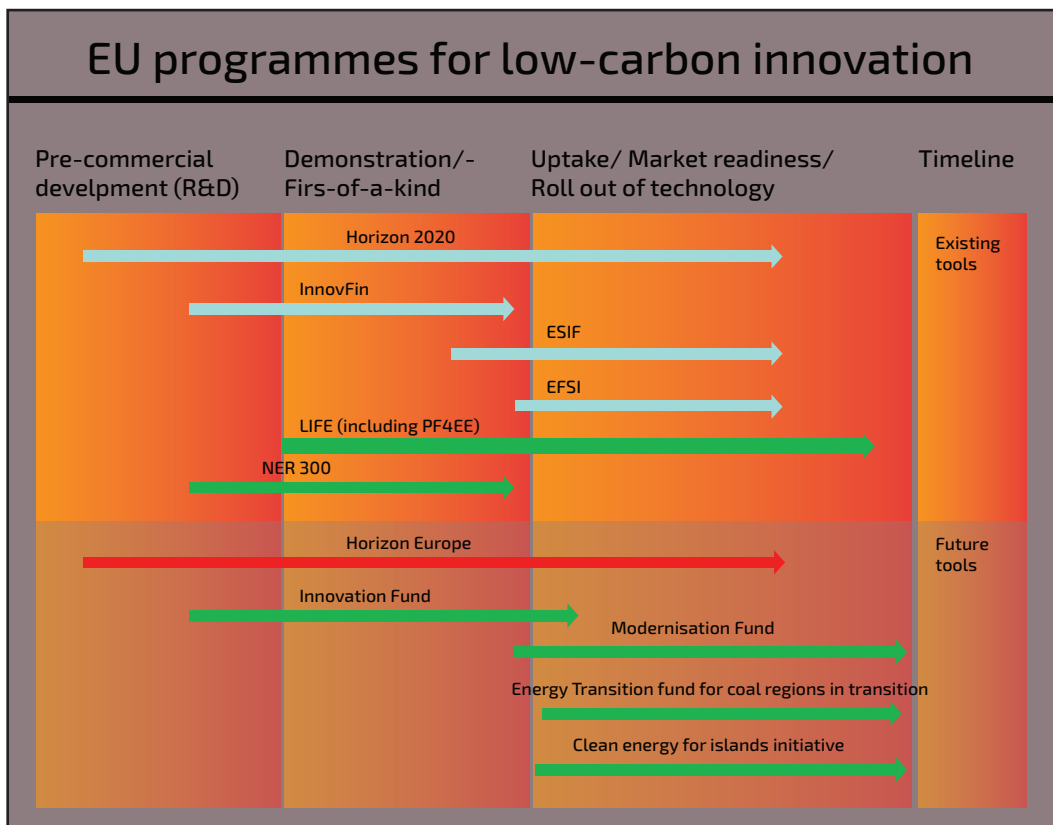 EU programmes for low-carbon innovation
Pre-commercial
develpment (R&D)
Demonstration/-
Firs-of-a-kind
Uptake/ Market readiness/
Roll out of technology
Timeline
Horizon 2020
Existing
tools
InnovFin
ESIF
EFSI
LIFE (including PF4EE)
NER 300
Horizon Europe
Future
tools
Innovation Fund
Modernisation Fund
Energy Transition fund for coal regions in transition
Clean energy for islands initiative